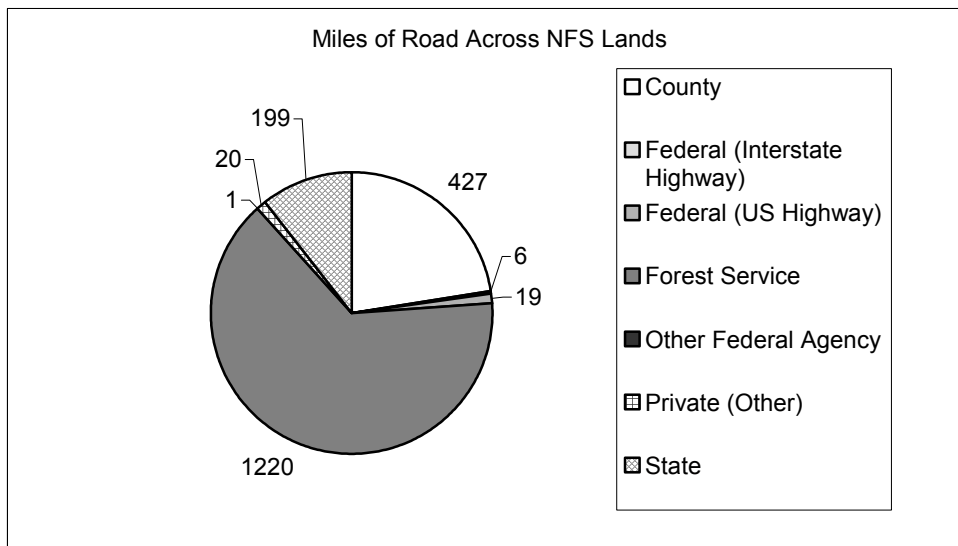 Miles of Road Across NFS Lands
199
20
1
427
6
19
1220
County
Federal (Interstate
Highway)
Federal (US Highway)
Forest Service
Other Federal Agency
Private (Other)
State